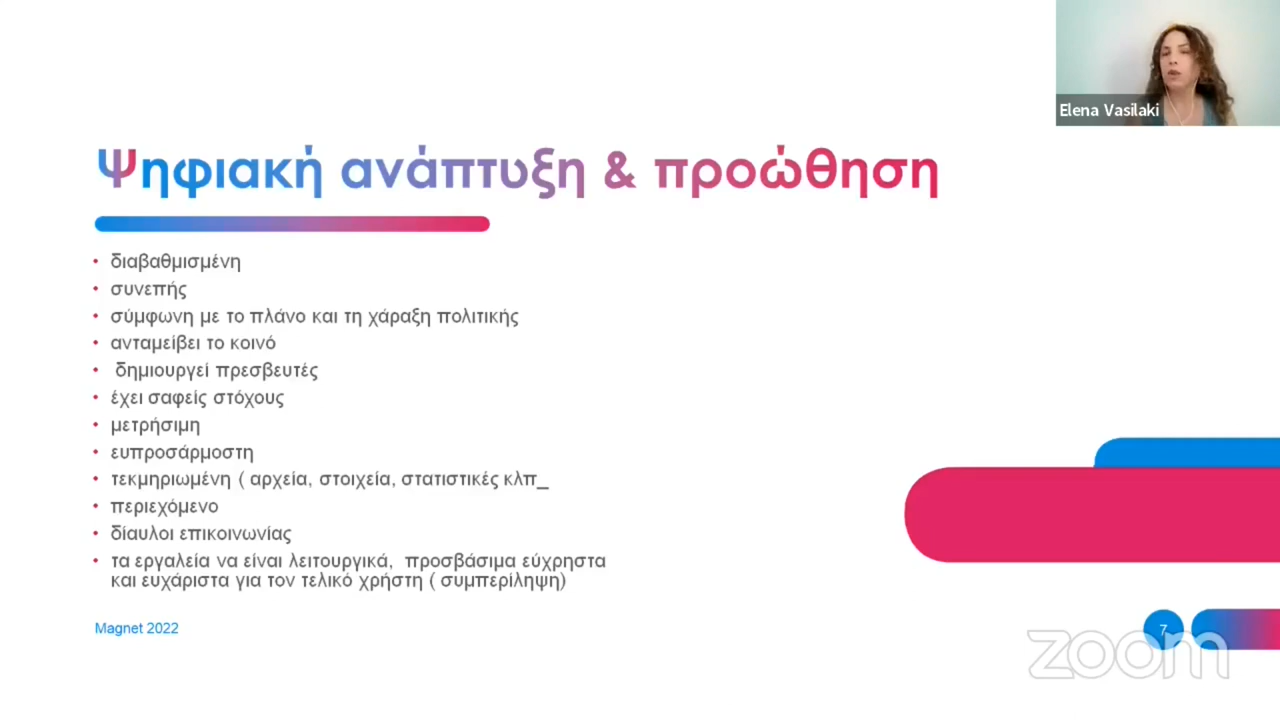 Elena Vasilaki
Ψηφιακή ανάπτυξη & προώθηση
• διαβαθμισμένη
• συνεπής
• σύμφωνη με το πλάνο και τη χάραξη πολιτικής
• ανταμείβει το κοινό
• δημιουργεί πρεσβευτές
• έχει σαφείς στόχους
• μετρήσιμη
• ευπροσάρμοστη
• τεκμηριωμένη ( αρχεία, στοιχεία, στατιστικές κλπ_
• περιεχόμενο
• δίαυλοι επικοινωνίας
• τα εργαλεία να είναι λειτουργικά, προσβάσιμα εύχρηστα
και ευχάριστα για τον τελικό χρήστη ( συμπερίληψη)
Magnet 2022
7
zoom